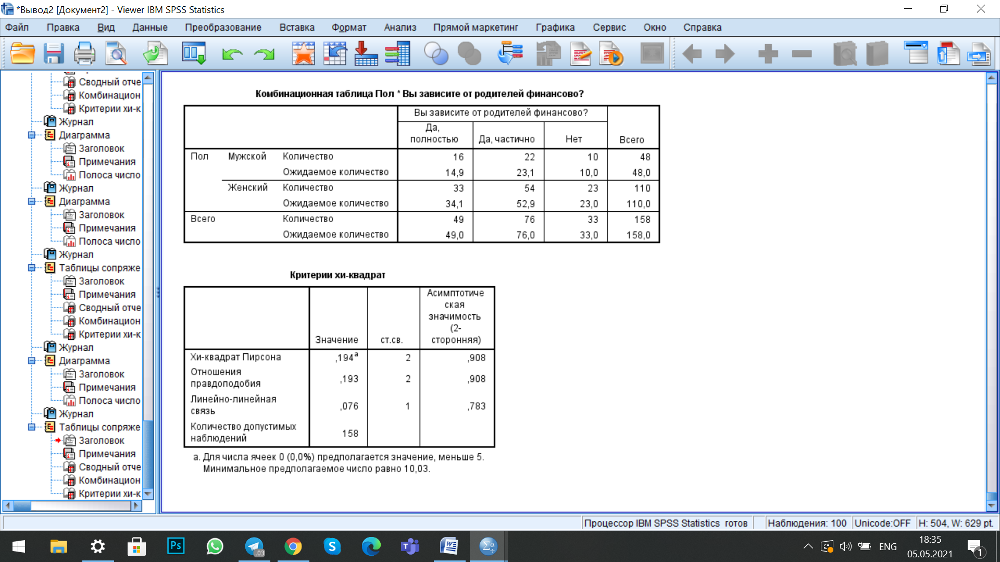 *Вывод2 [Документ2] - Viewer IBM SPSS Statistics
Файл Правка Вид Данные Преобразование Вставка Формат Анализ Прямой маркетинг Графика Сервис Окно Справка
Сводный отче
Комбинацион
Критерии хи-к
Журнал
Диаграмма
Заголовок
Примечания
Полоса число
Журнал
Диаграмма
Заголовок
Примечания
Полоса число
Журнал
Таблицы сопряже
Заголовок
Примечания
Сводный отче
Комбинацион
Критерии хи-к
Журнал
Диаграмма
Заголовок
Примечания
Полоса число
Журнал
Таблицы сопряже
Заголовок
Примечания
Сводный отче
Комбинацион
Критерии хи-к
Комбинационная таблица Пол * Вы зависите от родителей финансово?
Вы зависите от родителей финансово?
Да, полностью Да, частично Нет Всего
Пол Мужской Количество 16 22 10 48
Ожидаемое количество 14,9 23,1 10,0 48,0
Женский Количество 33 54 23 110
Ожидаемое количество 34,1 52,9 23,0 110,0
Всего Количество 49 76 33 158
Ожидаемое количество 49,0 76,0 33,0 158,0
Критерии хи-квадрат
Асимптотиче
ская
значимость
(2-
Значение ст.св. сторонняя)
Хи-квадрат Пирсона ,194a 2 ,908
Отношения
правдоподобия ,193 2 ,908
Линейно-линейная
связь ,076 1 ,783
Количество допустимых
наблюдений 158
a. Для числа ячеек 0 (0,0%) предполагается значение, меньше 5.
Минимальное предполагаемое число равно 10,03.
Процессор IBM SPSS Statistics готов Наблюдения: 100 Unicode:OFF H: 504, W: 629 pt.
Ps
..03
ENG
18:35
05.05.2021
1